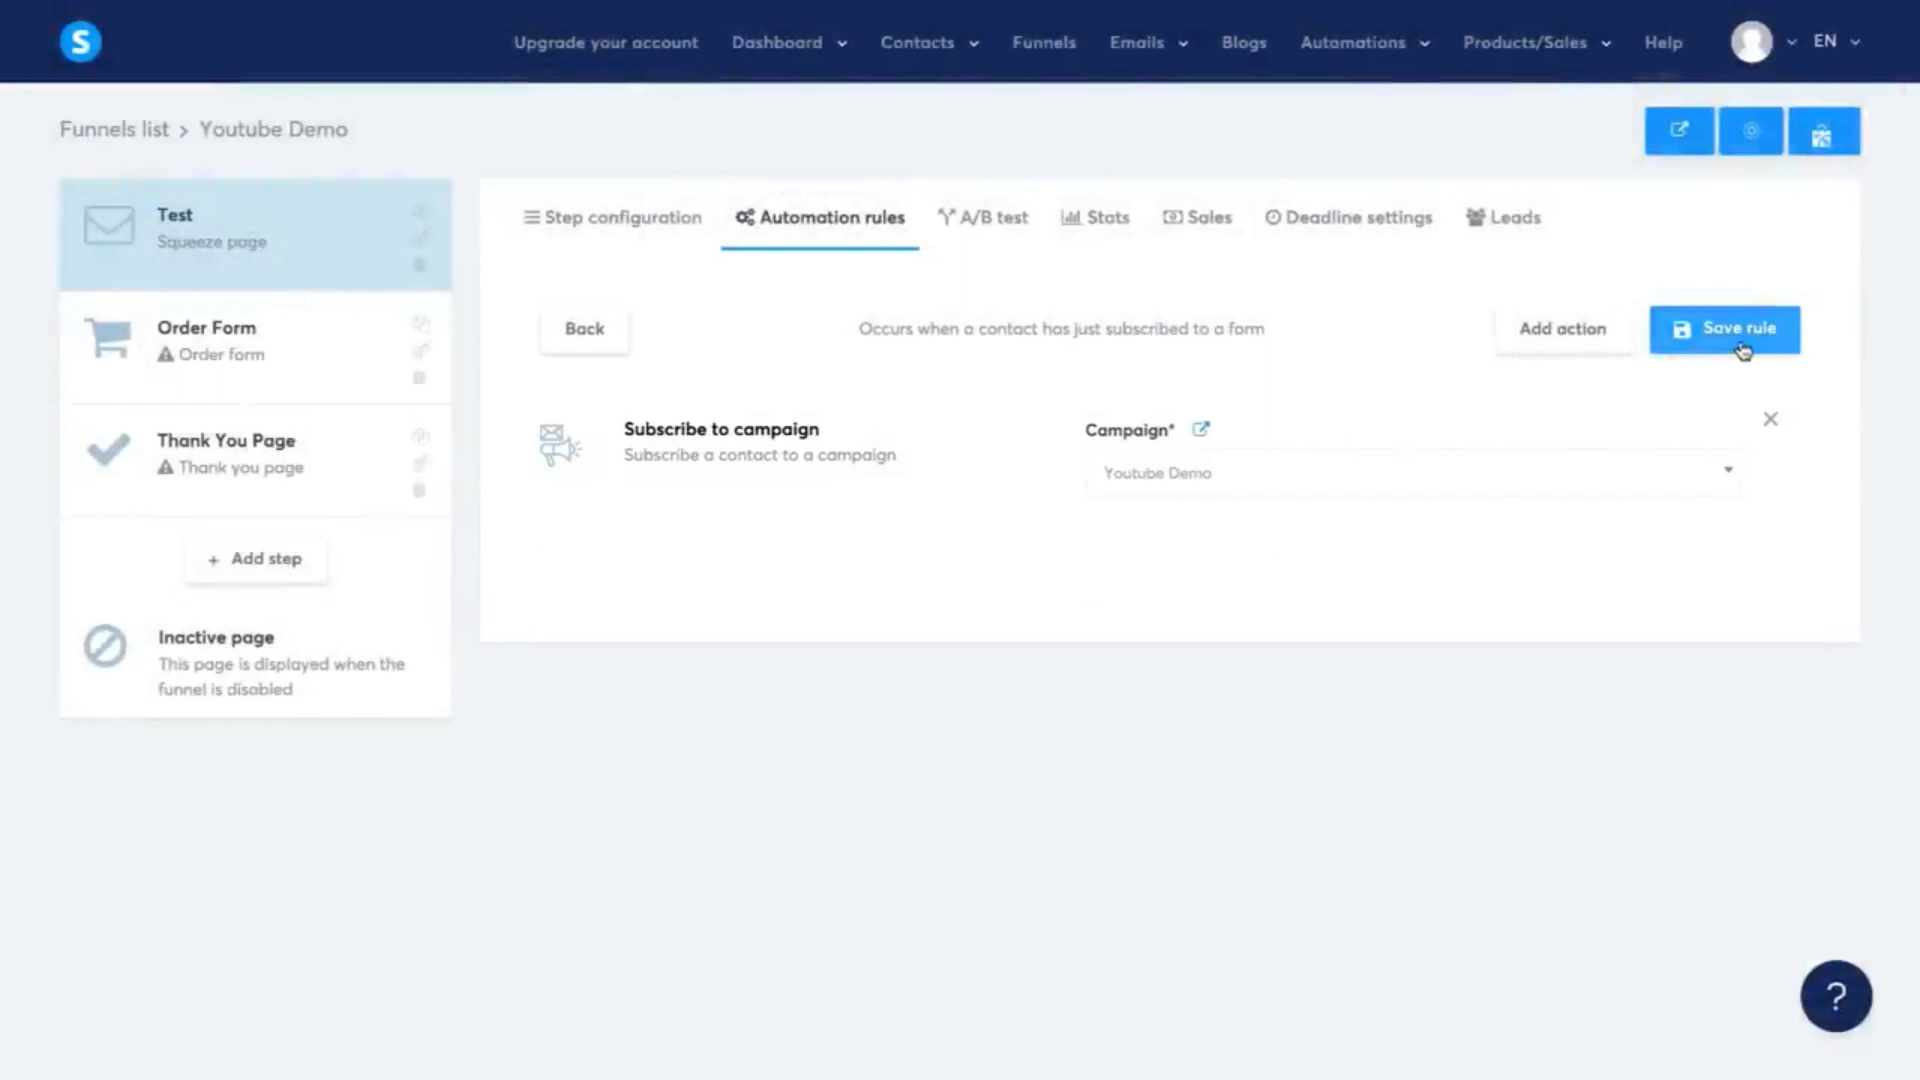 S
Upgrade your account Dashboard Contacts Funnels Emails Blogs Automations Products/Sales Help EN
Funnels list > Youtube Demo
Test
Squeeze page
Order Form
Order form
Thank You Page
Thank you page
+ Add step
Inactive page
This page is displayed when the
funnel is disabled
Step configuration Automation rules A/B test Stats Sales Deadline settings Leads
Back Occurs when a contact has just subscribed to a form Add action Save rule
Subscribe to campaign
Subscribe a contact to a campaign
Campaign*
Youtube Demo
?